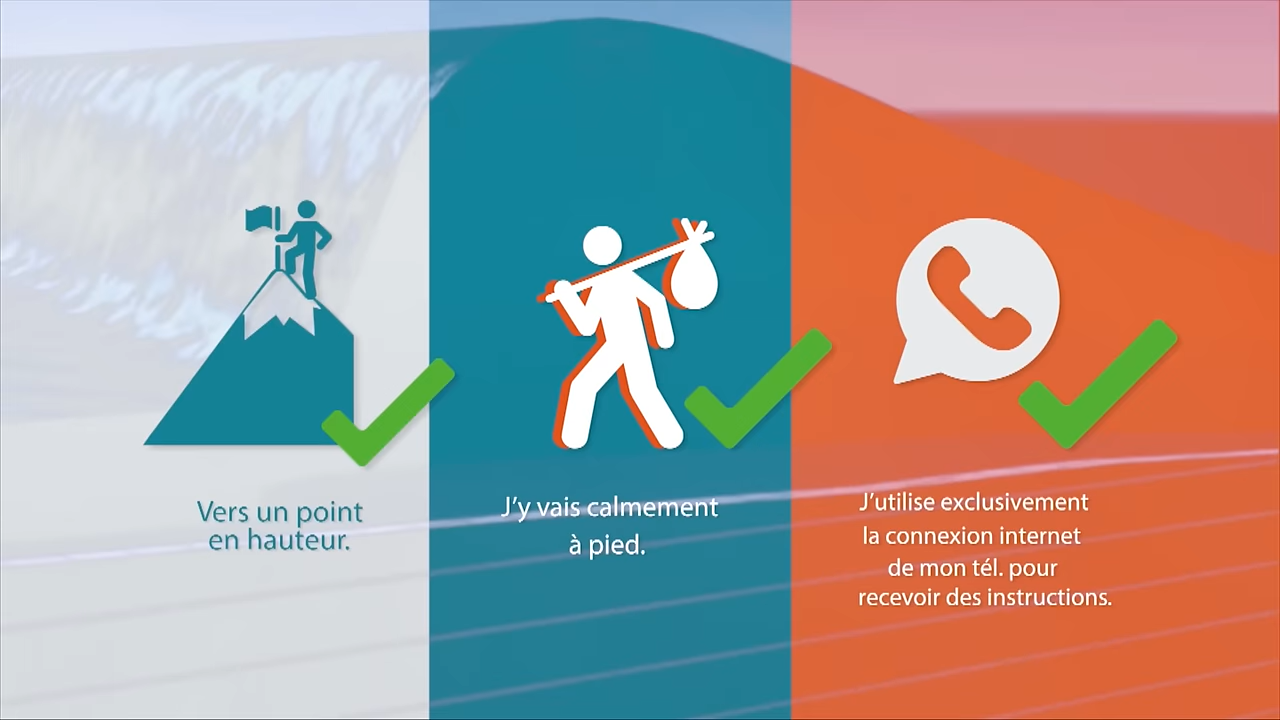 Vers un point
en hauteur.
J'y vais calmement
à pied.
J'utilise exclusivement
la connexion internet
de mon tél. pour
recevoir des instructions.